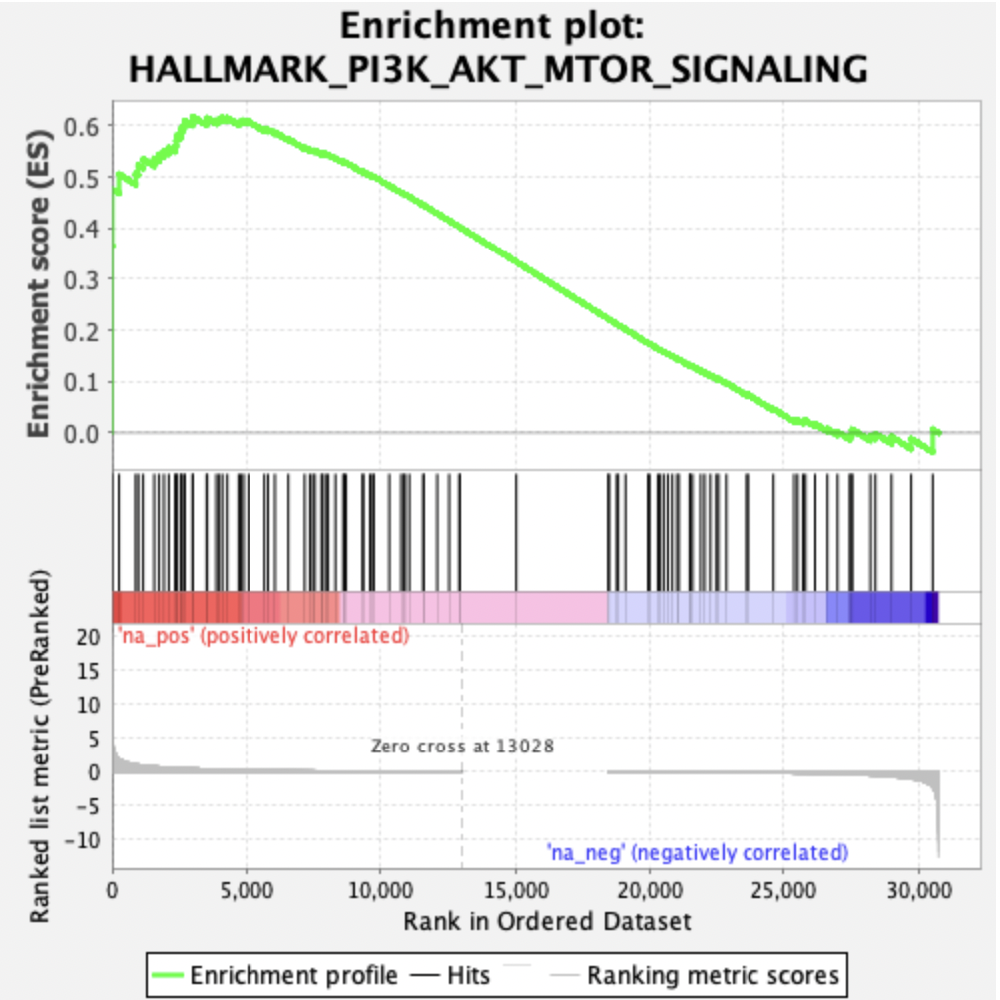 Enrichment plot:
HALLMARK_PI3K_AKT_MTOR_SIGNALING
Enrichment score (ES)
0.6
0.5
0.4
0.3
0.2
0.1
0.0
Ranked list metric (PreRanked)
20
15
10
5
0
-5
-10
'na_pos' (positively correlated)
Zero cross at 13028
'na_neg' (negatively correlated)
0 5,000 10,000 15,000 20,000 25,000 30,000
Rank in Ordered Dataset
Enrichment profile Hits Ranking metric scores